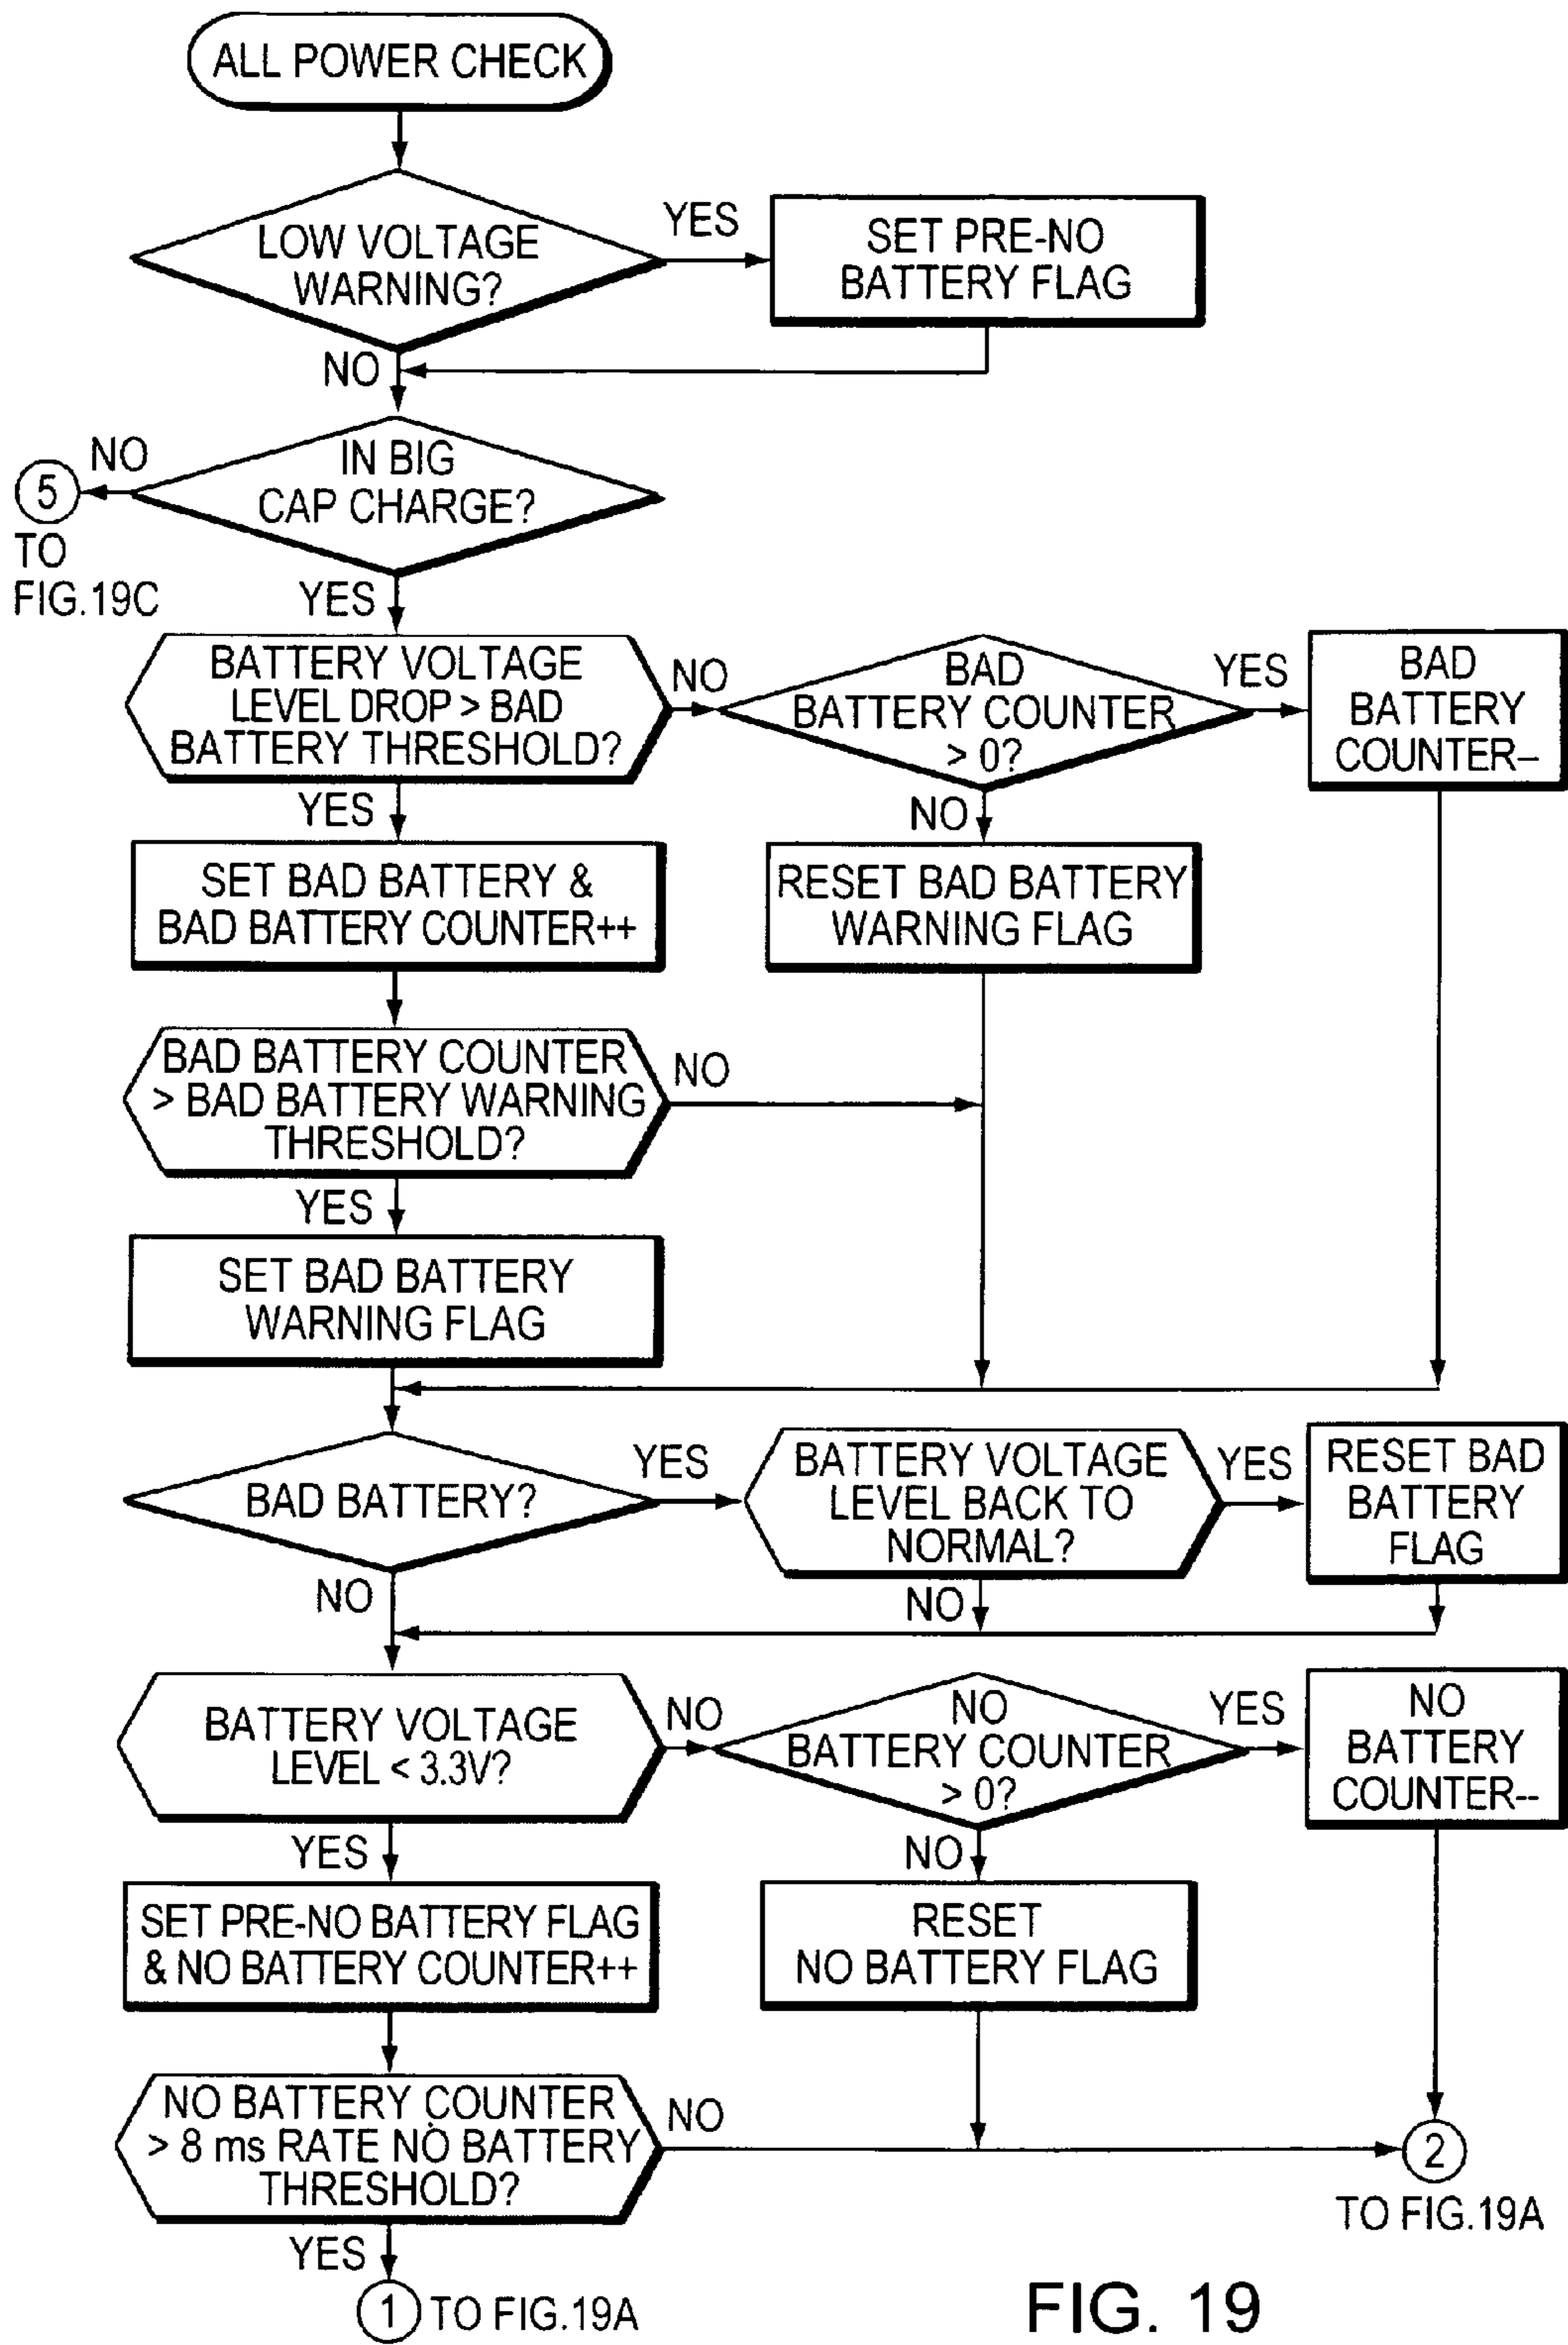 ALL POWER CHECK
LOW VOLTAGE
WARNING?
YES
SET PRE-NO
BATTERY FLAG
NO
IN BIG
CAP CHARGE?
NO
5
TO
FIG.19C
YES
BATTERY VOLTAGE
LEVEL DROP > BAD
BATTERY THRESHOLD?
NO
BAD
BATTERY COUNTER
> 0?
YES
BAD
BATTERY
COUNTER–
YES
NO
SET BAD BATTERY &
BAD BATTERY COUNTER++
RESET BAD BATTERY
WARNING FLAG
BAD BATTERY COUNTER
> BAD BATTERY WARNING
THRESHOLD?
NO
YES
SET BAD BATTERY
WARNING FLAG
BAD BATTERY?
YES
BATTERY VOLTAGE
LEVEL BACK TO
NORMAL?
YES
RESET BAD
BATTERY
FLAG
NO
NO
BATTERY VOLTAGE
LEVEL < 3.3V?
NO
NO
BATTERY COUNTER
> 0?
YES
NO
BATTERY
COUNTER--
YES
NO
SET PRE-NO BATTERY FLAG
& NO BATTERY COUNTER++
RESET
NO BATTERY FLAG
NO BATTERY COUNTER
> 8 ms RATE NO BATTERY
THRESHOLD?
NO
2
TO FIG.19A
YES
1 TO FIG.19A
FIG. 19